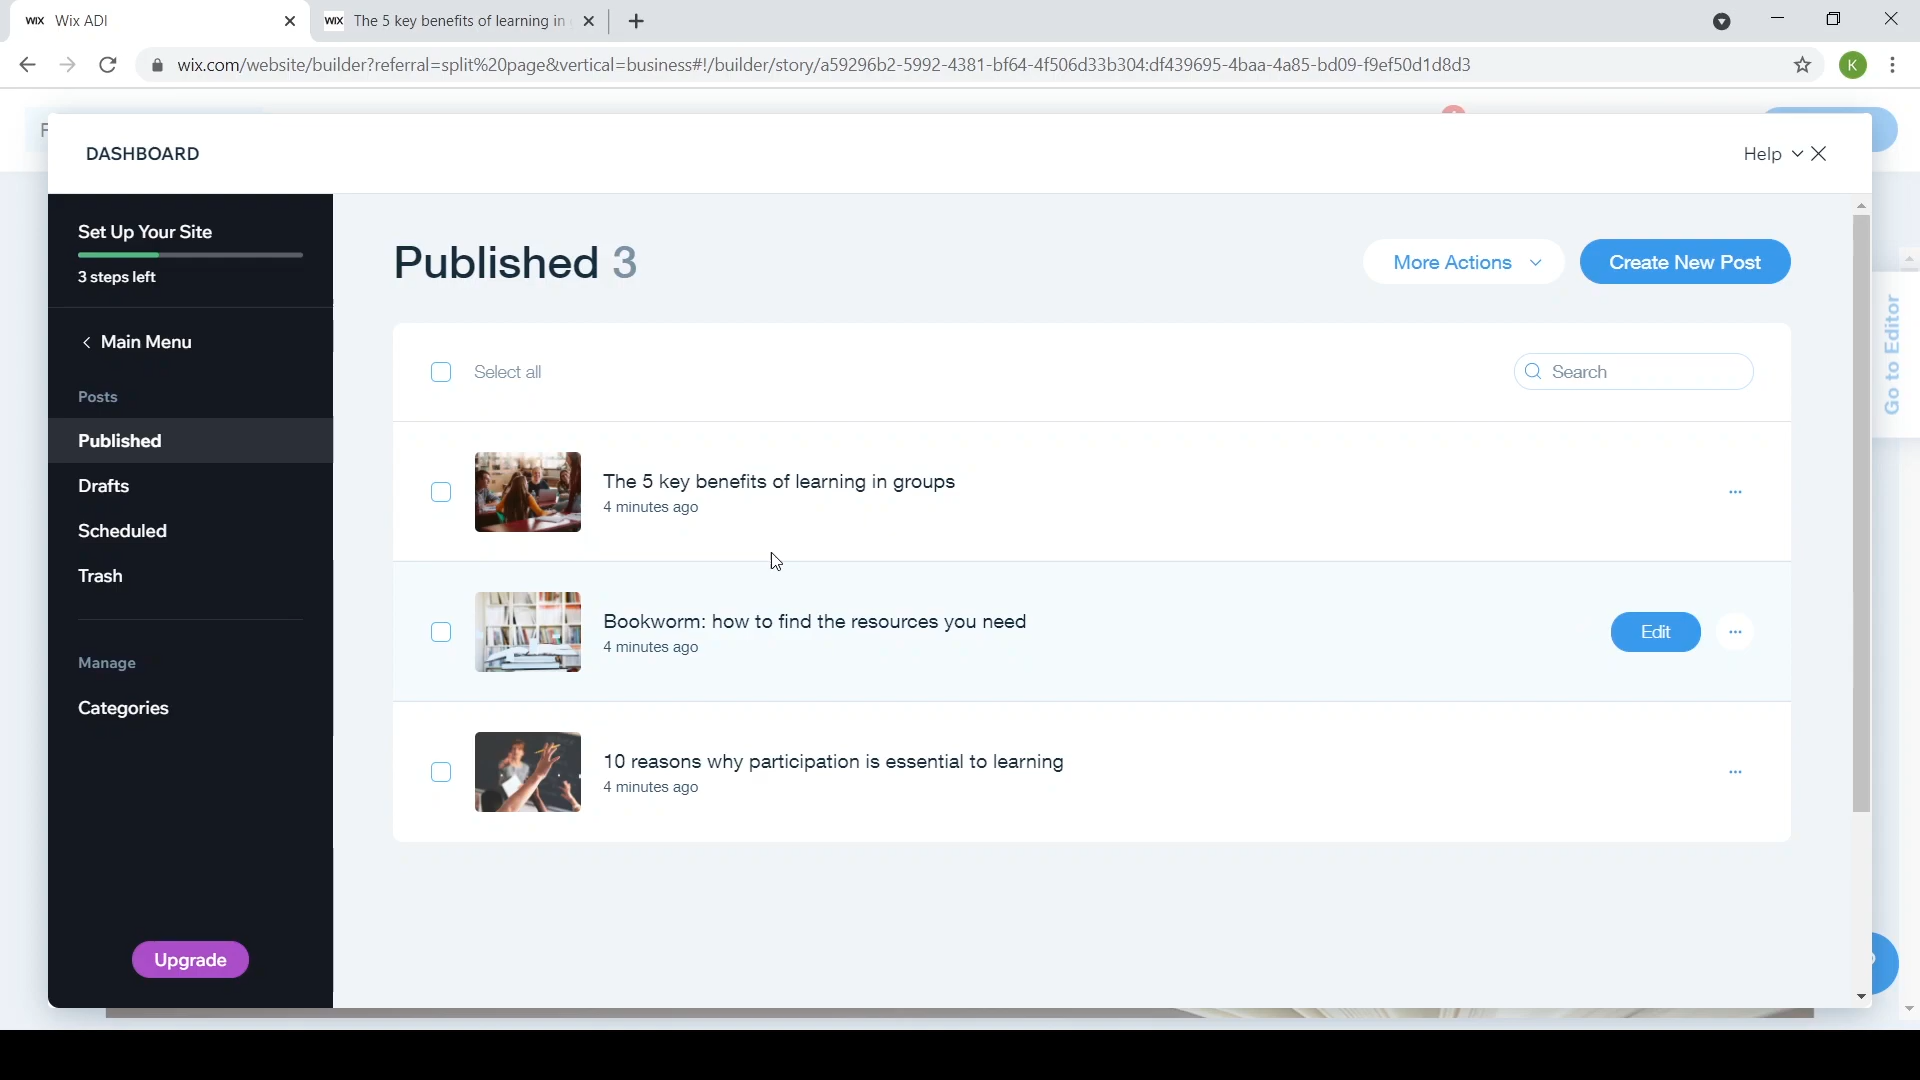 WIX Wix ADI
WIX The 5 key benefits of learning in
wix.com/website/builder?referral=split%20page&vertical=business#!/builder/story/a59296b2-5992-4381-bf64-4f506d33b304:df439695-4baa-4a85-bd09-f9ef50d1d8d3
K
DASHBOARD
Help
Set Up Your Site
3 steps left
Main Menu
Posts
Published
Drafts
Scheduled
Trash
Manage
Categories
Upgrade
Published 3
More Actions
Create New Post
Select all
Search
The 5 key benefits of learning in groups
4 minutes ago
Bookworm: how to find the resources you need
4 minutes ago
Edit
10 reasons why participation is essential to learning
4 minutes ago
Go to Editor